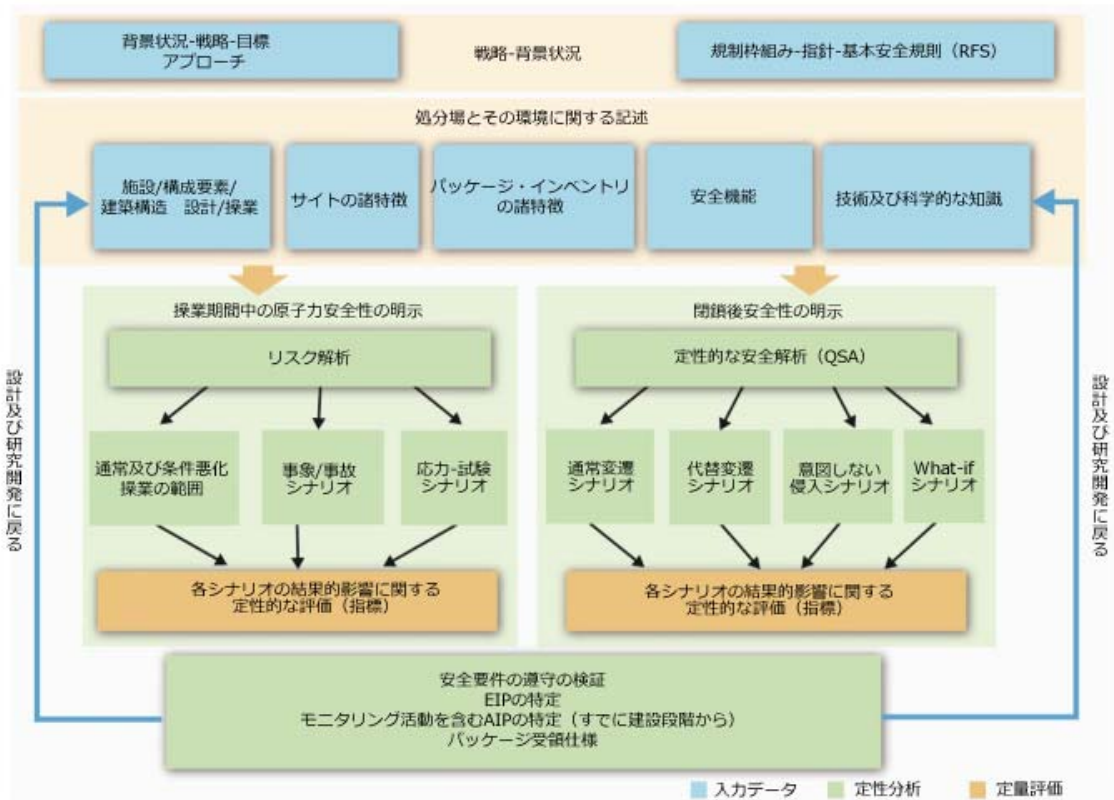 背景状況-戦略-目標
アプローチ
戦略-背景状況
規制枠組み-指針-基本安全規則（RFS）
処分場とその環境に関する記述
施設/構成要素/
建築構造　設計/操業
サイトの諸特徴
パッケージ・インベントリ
の諸特徴
安全機能
技術及び科学的な知識
操業期間中の原子力安全性の明示
リスク解析
通常及び条件悪化
操業の範囲
事象/事故
シナリオ
応力-試験
シナリオ
各シナリオの結果的影響に関する
定性的な評価（指標）
閉鎖後安全性の明示
定性的な安全解析（QSA）
通常変遷
シナリオ
代替変遷
シナリオ
意図しない
侵入シナリオ
What-if
シナリオ
各シナリオの結果的影響に関する
定性的な評価（指標）
設計及び研究開発に戻る
設計及び研究開発に戻る
安全要件の遵守の検証
EIPの特定
モニタリング活動を含むAIPの特定（すでに建設段階から）
パッケージ受領仕様
入力データ
定性分析
定量評価